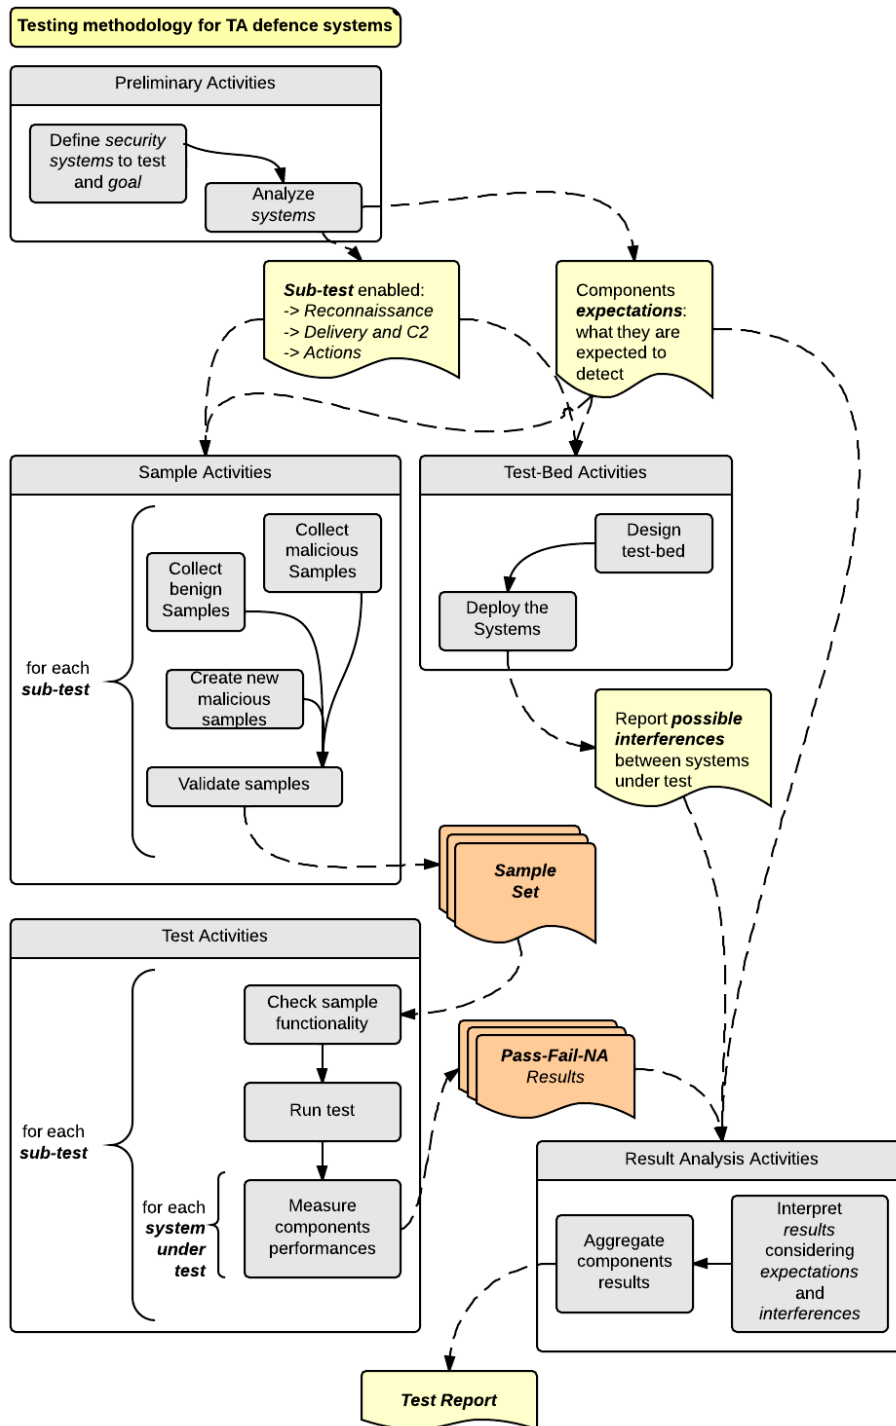 Testing methodology for TA defence systems
Preliminary Activities
Define security
systems to test
and goal
Analyze
systems
Sub-test enabled:
-> Reconnaissance
-> Delivery and C2
-> Actions
Components
expectations:
what they are
expected to
detect
Sample Activities
for each
sub-test
Collect
malicious
Samples
Collect
benign
Samples
Create new
malicious
samples
Validate samples
Test-Bed Activities
Design
test-bed
Deploy the
Systems
Report possible
interferences
between systems
under test
Sample
Set
Test Activities
for each
sub-test
Check sample
functionality
Run test
for each
system
under
test
Measure
components
performances
Pass-Fail-NA
Results
Result Analysis Activities
Interpret
results
considering
expectations
and
interferences
Aggregate
components
results
Test Report